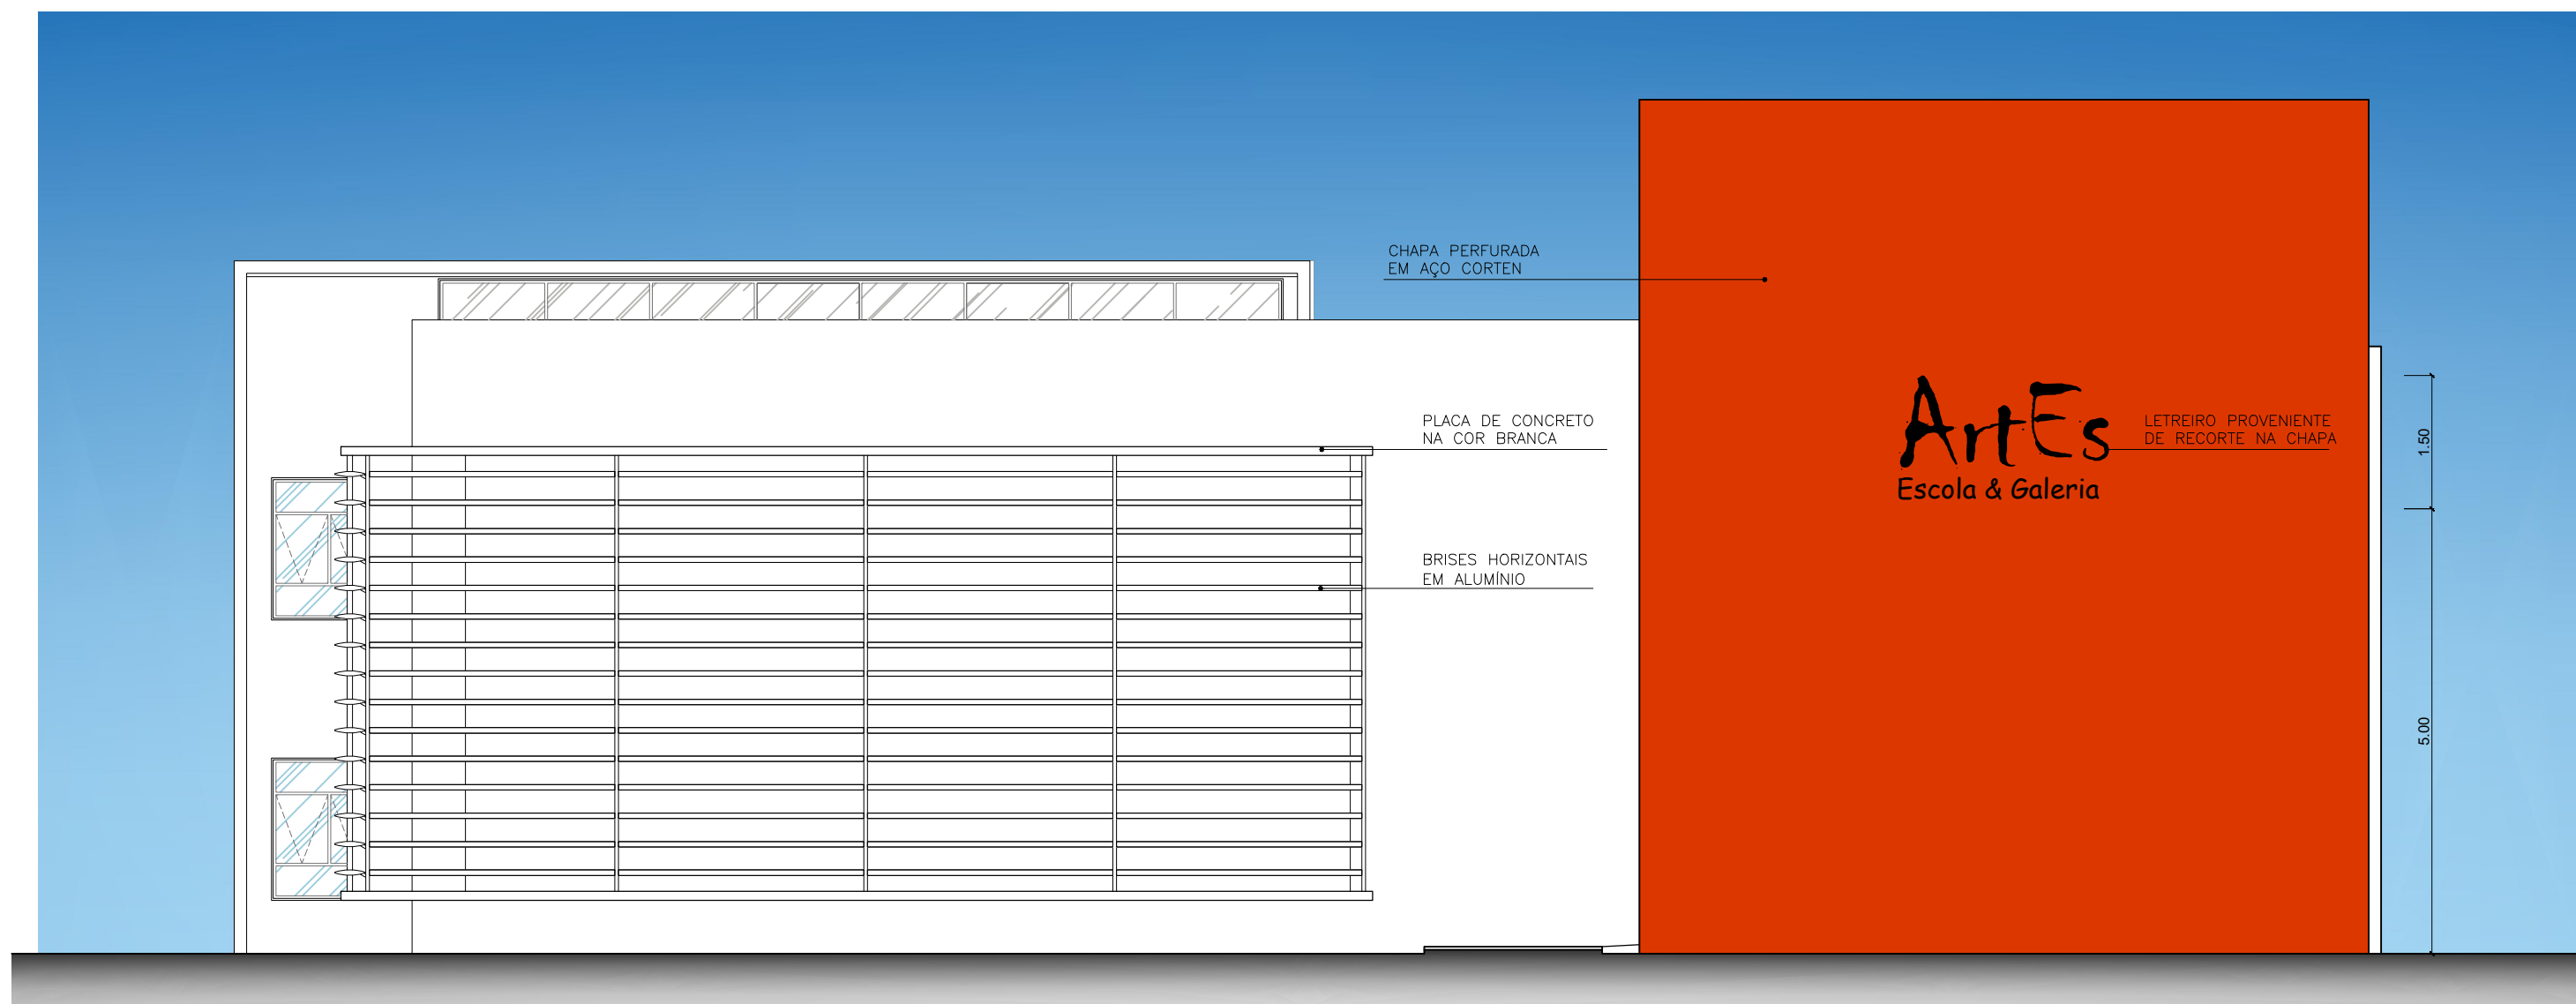 CHAPA PERFURADA
EM AÇO CORTEN
PLACA DE CONCRETO
NA COR BRANCA
ArtEs
Escola & Galeria
LETREIRO PROVENIENTE
DE RECORTE NA CHAPA
1.50
BRISES HORIZONTAIS
EM ALUMÍNIO
5.00